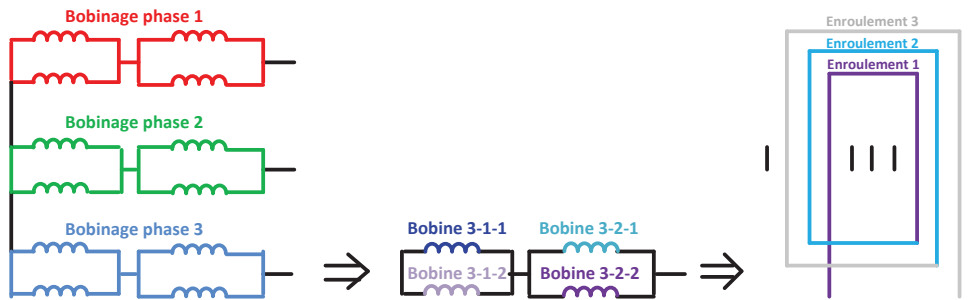 Bobinage phase 1
Bobinage phase 2
Bobinage phase 3
Bobine 3-1-1
Bobine 3-2-1
Bobine 3-1-2
Bobine 3-2-2
Enroulement 3
Enroulement 2
Enroulement 1